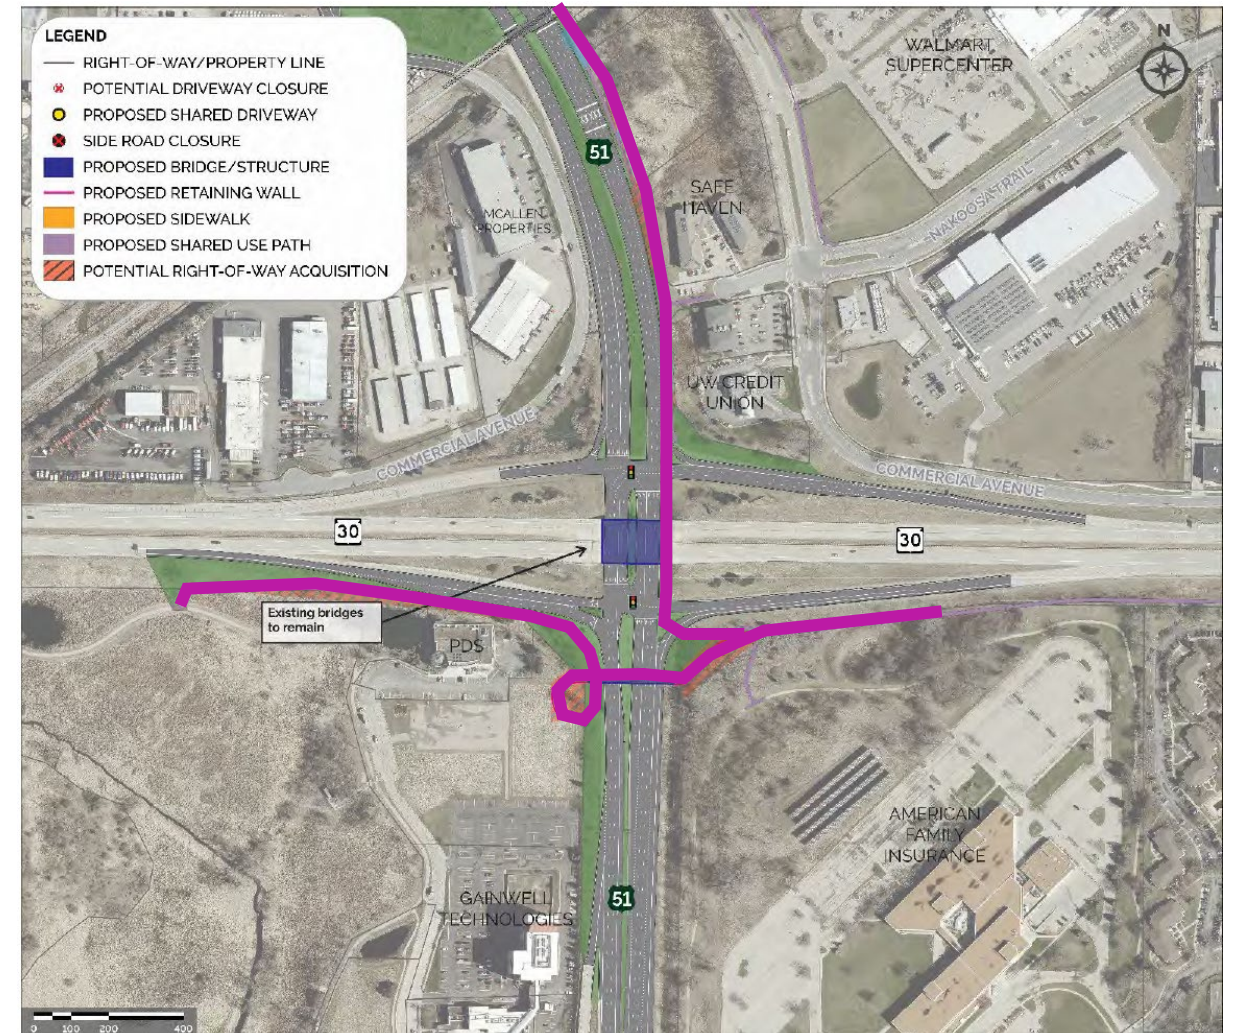 LEGEND
RIGHT-OF-WAY/PROPERTY LINE
POTENTIAL DRIVEWAY CLOSURE
PROPOSED SHARED DRIVEWAY
SIDE ROAD CLOSURE
PROPOSED BRIDGE/STRUCTURE
PROPOSED RETAINING WALL
PROPOSED SIDEWALK
PROPOSED SHARED USE PATH
POTENTIAL RIGHT-OF-WAY ACQUISITION
N
WALMART
SUPERCENTER
51
SAFE
HAVEN
MCALLEN
PROPERTIES
NAKOOSA TRAIL
UW CREDIT
UNION
COMMERCIAL AVENUE
COMMERCIAL AVENUE
30
30
Existing bridges
to remain
PDS
AMERICAN
FAMILY
INSURANCE
GAINWELL
TECHNOLOGIES
51
0 100 200 400